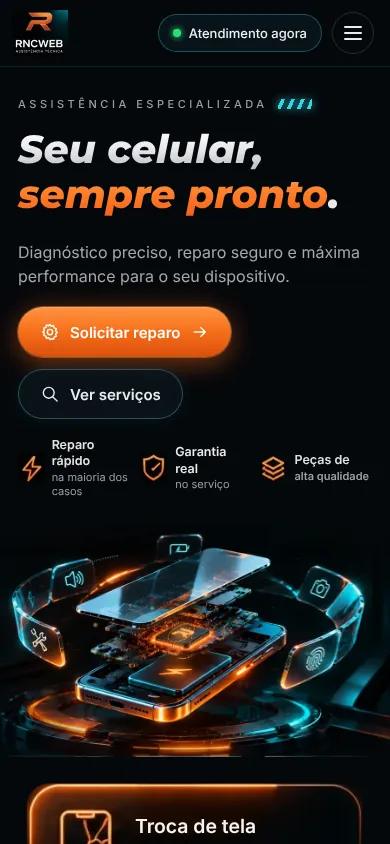 RNCWEB
ASSISTÊNCIA TÉCNICA
Atendimento agora
ASSISTÊNCIA ESPECIALIZADA
Seu celular,
sempre pronto.
Diagnóstico preciso, reparo seguro e máxima
performance para o seu dispositivo.
Solicitar reparo
Ver serviços
Reparo
rápido
na maioria dos
casos
Garantia
real
no serviço
Peças de
alta qualidade
Troca de tela